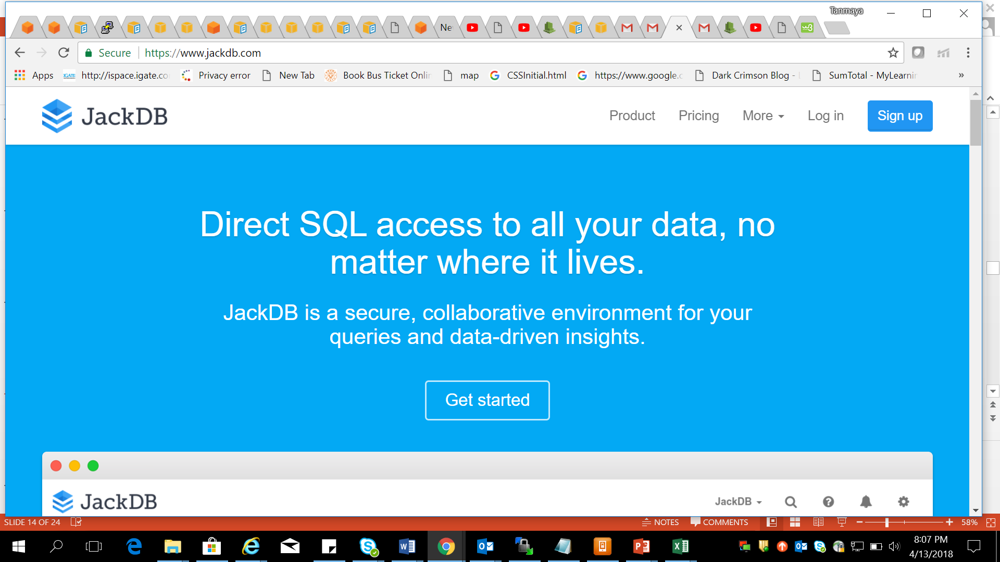 Tanmaya
Ne
w3
Secure
https://www.jackdb.com
Apps
IGATE
http://ispace.igate.co
Privacy error
New Tab
Book Bus Ticket Onlin
map
CSSInitial.html
https://www.google.c
Dark Crimson Blog -
SumTotal - MyLearnin
»
JackDB
Product
Pricing
More
Log in
Sign up
Direct SQL access to all your data, no
matter where it lives.
JackDB is a secure, collaborative environment for your
queries and data-driven insights.
Get started
JackDB
JackDB
SLIDE 14 OF 24
NOTES
COMMENTS
58%
8:07 PM
4/13/2018